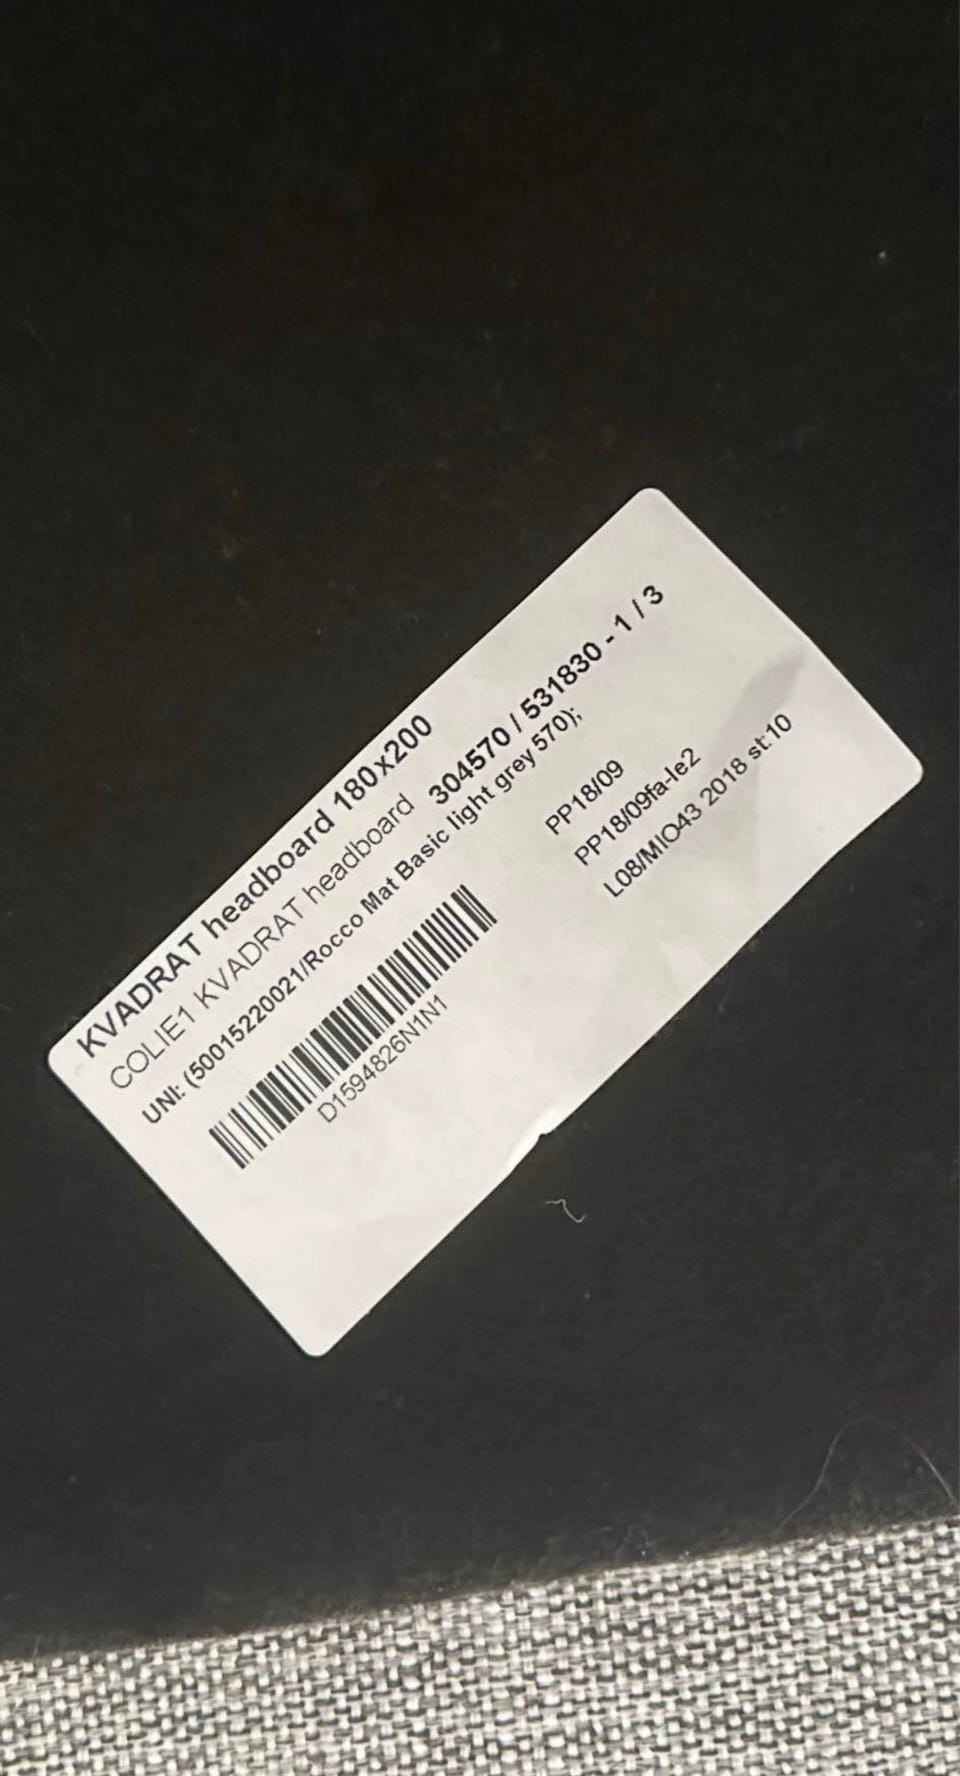 KVADRAT headboard 180x200
COLIE1 KVADRAT headboard 304570 / 531830 - 1 / 3
UNI: (50015220021/Rocco Mat Basic light grey 570);
D1594826N1N1
PP18/09
PP18/09fa-le2
L08/MIO43 2018 st:10